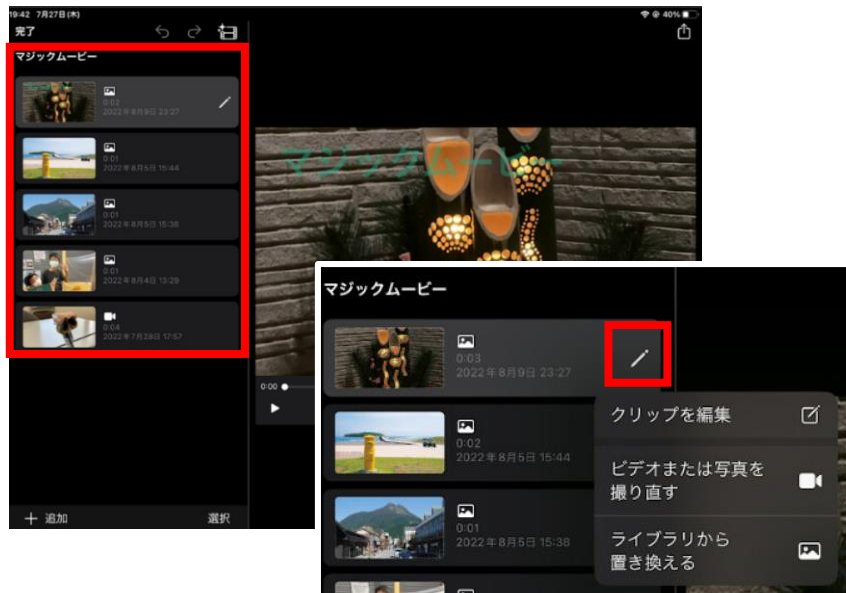 19:42 7月27日(木)
40%
完了
マジックムービー
0:02
2022年8月9日 23:27
0:01
2022年8月5日 15:44
0:01
2022年8月5日 15:38
0:01
2022年8月4日 13:29
0:04
2022年7月28日 17:57
追加
選択
マジックムービー
0:00
マジックムービー
0:03
2022年8月9日 23:27
0:02
2022年8月5日 15:44
0:01
2022年8月5日 15:38
クリップを編集
ビデオまたは写真を
撮り直す
ライブラリから
置き換える